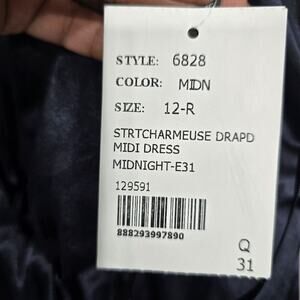 STYLE: 6828
COLOR: MIDN
SIZE: 12-R
STRTCHARMEUSE DRAPD
MIDI DRESS
MIDNIGHT-E31
129591
888293997890
Q
31